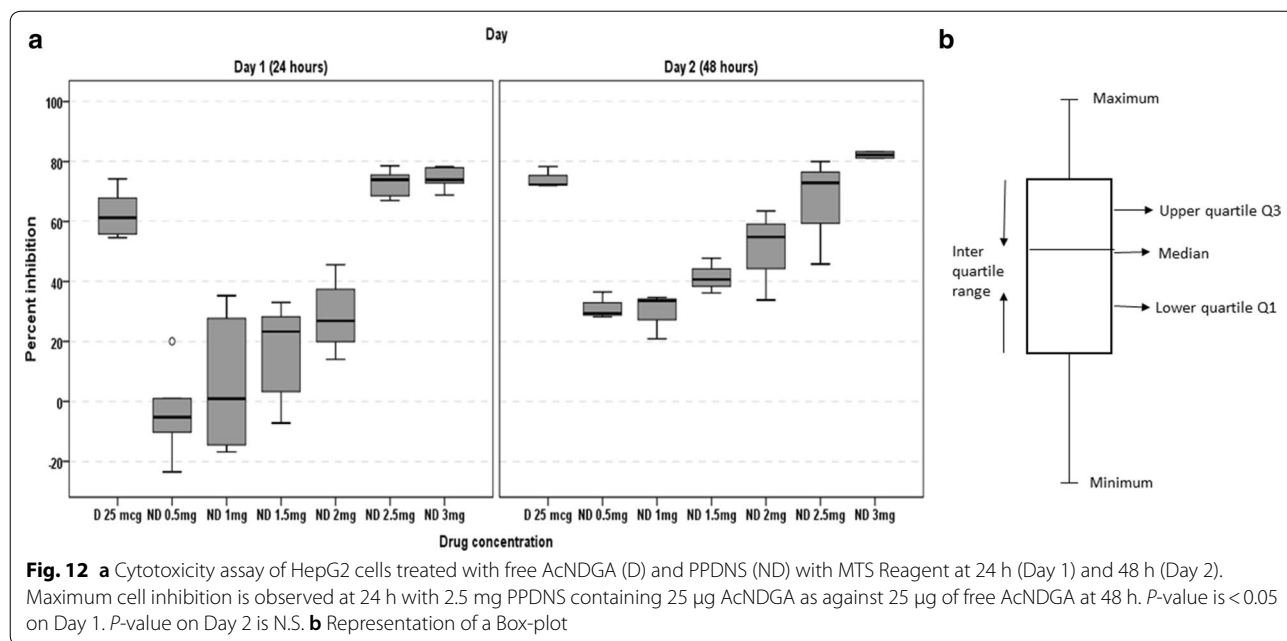 a
b
Day
Day 1 (24 hours)
Day 2 (48 hours)
Percent inhibition
100
80
60
40
20
0
-20
D 25 mcg ND 0.5mg ND 1mg ND 1.5mg ND 2mg ND 2.5mg ND 3mg
D 25 mcg ND 0.5mg ND 1mg ND 1.5mg ND 2mg ND 2.5mg ND 3mg
Drug concentration
Maximum
Upper quartile Q3
Inter
quartile
range
Median
Lower quartile Q1
Minimum
Fig. 12 a Cytotoxicity assay of HepG2 cells treated with free AcNDGA (D) and PPDNS (ND) with MTS Reagent at 24 h (Day 1) and 48 h (Day 2).
Maximum cell inhibition is observed at 24 h with 2.5 mg PPDNS containing 25 µg AcNDGA as against 25 µg of free AcNDGA at 48 h. P-value is < 0.05
on Day 1. P-value on Day 2 is N.S. b Representation of a Box-plot